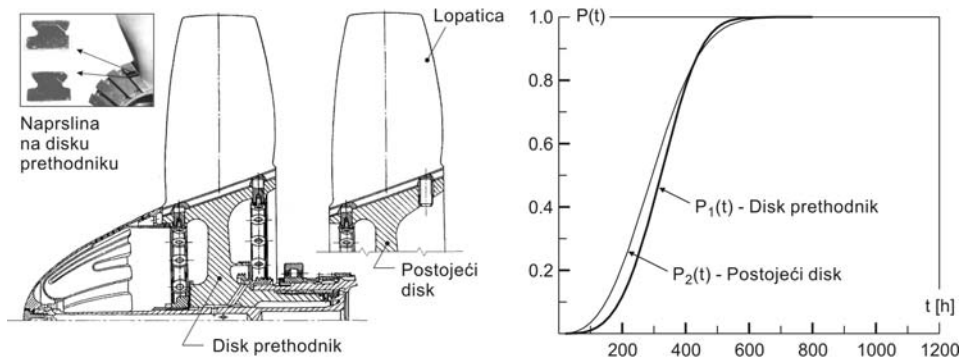 Naprslina
na disku
prethodniku
Lopatica
Postojeći
disk
Disk prethodnik
P(t)
1.0
0.8
0.6
0.4
0.2
P₁(t) - Disk prethodnik
P₂(t) - Postojeći disk
t [h]
200 400 600 800 1000 1200